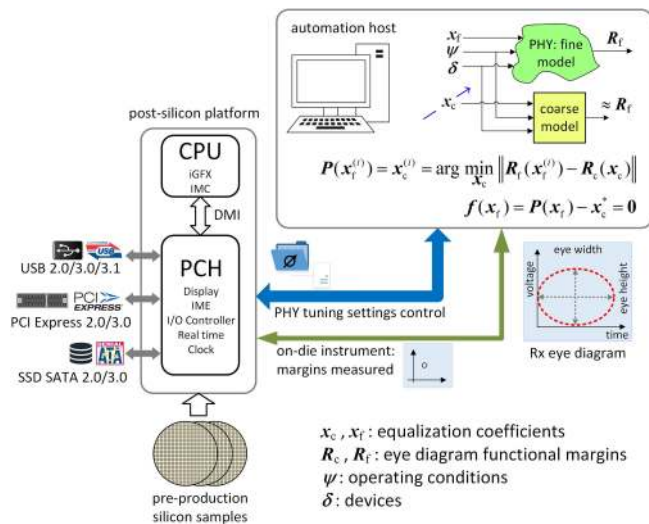 automation host
x_f
ψ
δ
x_c
PHY: fine
model
R_f
coarse
model
≈ R_f
P(x_f^(i)) = x_c^(i) = arg min_{x_c} ‖R_f(x_f^(i)) − R_c(x_c)‖
f(x_f) = P(x_f) − x_c^* = 0
post-silicon platform
CPU
iGFX
IMC
DMI
PCH
Display
IME
I/O Controller
Real time
Clock
USB
USB 2.0/3.0/3.1
PCI
EXPRESS
PCI Express 2.0/3.0
SERIAL
ATA
SSD SATA 2.0/3.0
PHY tuning settings control
on-die instrument:
margins measured
eye width
voltage
eye height
time
Rx eye diagram
pre-production
silicon samples
x_c , x_f : equalization coefficients
R_c , R_f : eye diagram functional margins
ψ : operating conditions
δ : devices